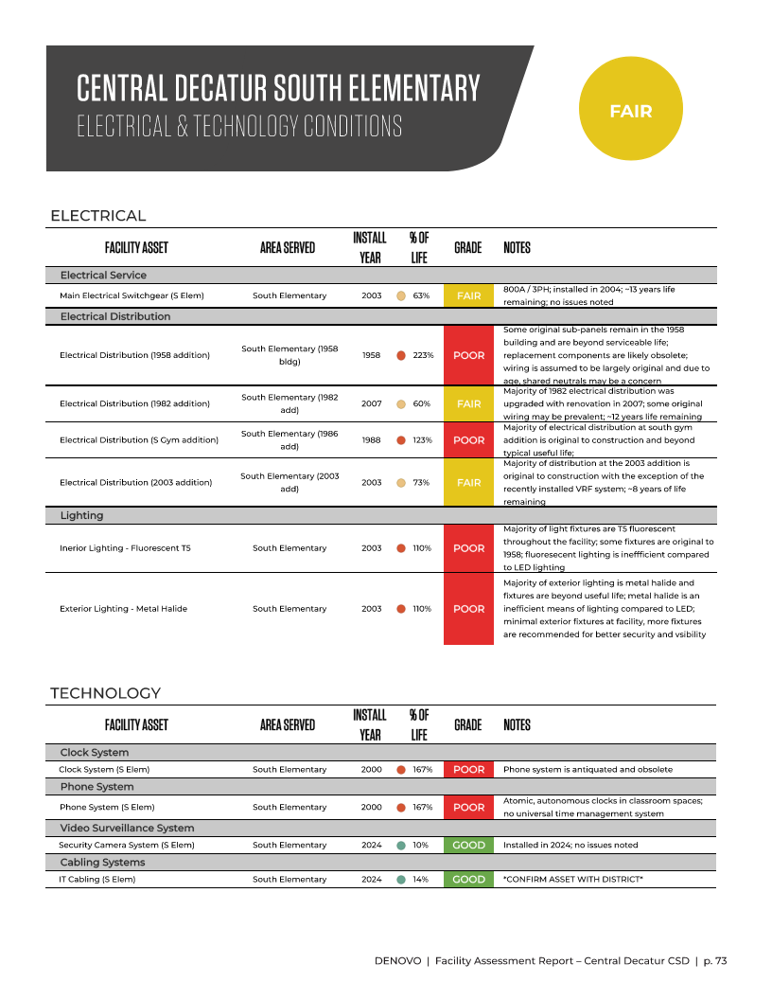 CENTRAL DECATUR SOUTH ELEMENTARY
ELECTRICAL & TECHNOLOGY CONDITIONS
FAIR
ELECTRICAL
FACILITY ASSET AREA SERVED INSTALL YEAR % OF LIFE GRADE NOTES
Electrical Service
Main Electrical Switchgear (S Elem) South Elementary 2003 63% FAIR 800A / 3PH; installed in 2004; ~13 years life
remaining; no issues noted
Electrical Distribution
Electrical Distribution (1958 addition) South Elementary (1958 bldg) 1958 223% POOR Some original sub-panels remain in the 1958
building and are beyond serviceable life;
replacement components are likely obsolete;
wiring is assumed to be largely original and due to
age, shared neutrals may be a concern
Electrical Distribution (1982 addition) South Elementary (1982 add) 2007 60% FAIR Majority of 1982 electrical distribution was
upgraded with renovation in 2007; some original
wiring may be prevalent; ~12 years life remaining
Electrical Distribution (S Gym addition) South Elementary (1986 add) 1988 123% POOR Majority of electrical distribution at south gym
addition is original to construction and beyond
typical useful life;
Electrical Distribution (2003 addition) South Elementary (2003 add) 2003 73% FAIR Majority of distribution at the 2003 addition is
original to construction with the exception of the
recently installed VRF system; ~8 years of life
remaining
Lighting
Inerior Lighting - Fluorescent T5 South Elementary 2003 110% POOR Majority of light fixtures are T5 fluorescent
throughout the facility; some fixtures are original to
1958; fluoresecent lighting is ineffficient compared
to LED lighting
Exterior Lighting - Metal Halide South Elementary 2003 110% POOR Majority of exterior lighting is metal halide and
fixtures are beyond useful life; metal halide is an
inefficient means of lighting compared to LED;
minimal exterior fixtures at facility, more fixtures
are recommended for better security and vsibility
TECHNOLOGY
FACILITY ASSET AREA SERVED INSTALL YEAR % OF LIFE GRADE NOTES
Clock System
Clock System (S Elem) South Elementary 2000 167% POOR Phone system is antiquated and obsolete
Phone System
Phone System (S Elem) South Elementary 2000 167% POOR Atomic, autonomous clocks in classroom spaces;
no universal time management system
Video Surveillance System
Security Camera System (S Elem) South Elementary 2024 10% GOOD Installed in 2024; no issues noted
Cabling Systems
IT Cabling (S Elem) South Elementary 2024 14% GOOD *CONFIRM ASSET WITH DISTRICT*
DENOVO | Facility Assessment Report – Central Decatur CSD | p. 73